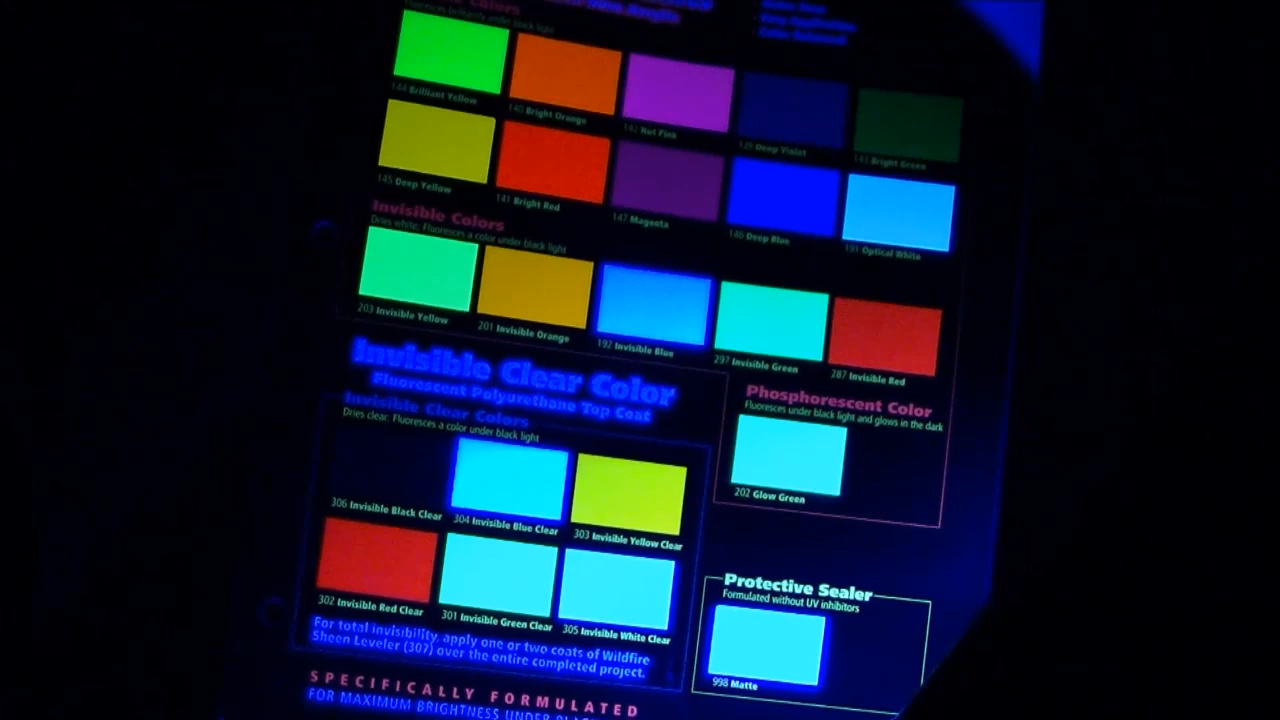 Colors
Fluoresces brilliantly under black light
144 Brilliant Yellow
140 Bright Orange
142 Hot Pink
139 Deep Violet
143 Bright Green
145 Deep Yellow
141 Bright Red
147 Magenta
146 Deep Blue
191 Optical White
Invisible Colors
Dries white: Fluoresces a color under black light
203 Invisible Yellow
201 Invisible Orange
192 Invisible Blue
297 Invisible Green
287 Invisible Red
Invisible Clear Color
Fluorescent Polyurethane Top Coat
Invisible Clear Colors
Dries clear: Fluoresces a color under black light
306 Invisible Black Clear
304 Invisible Blue Clear
303 Invisible Yellow Clear
302 Invisible Red Clear
301 Invisible Green Clear
305 Invisible White Clear
For total invisibility, apply one or two coats of Wildfire
Sheen Leveler (307) over the entire completed project.
Phosphorescent Color
Fluoresces under black light and glows in the dark
202 Glow Green
Protective Sealer
Formulated without UV inhibitors
998 Matte
SPECIFICALLY FORMULATED
FOR MAXIMUM BRIGHTNESS UNDER